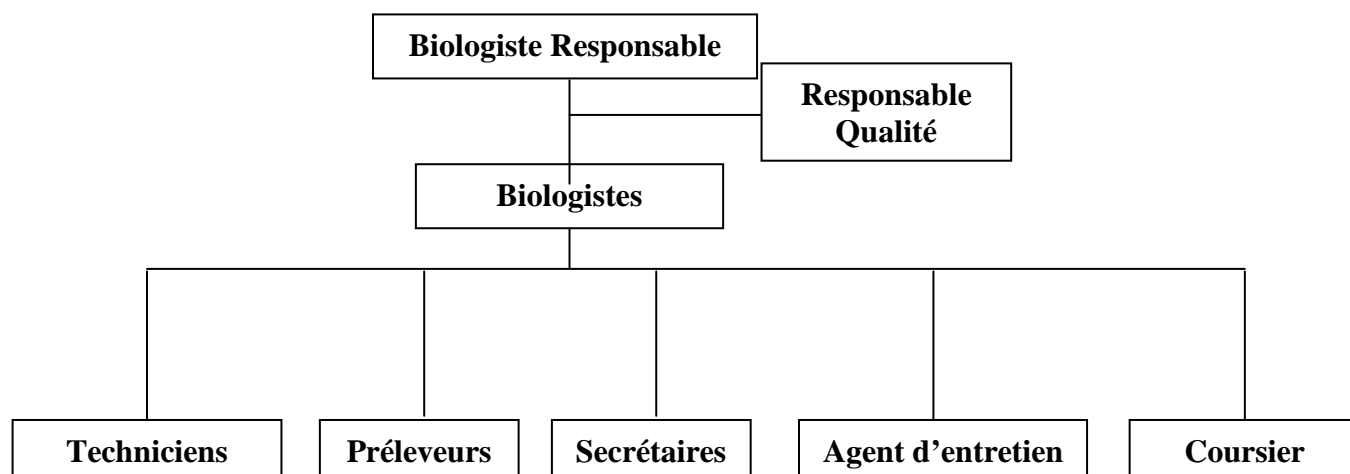 Biologiste Responsable
Responsable
Qualité
Biologistes
Techniciens
Préleveurs
Secrétaires
Agent d’entretien
Coursier